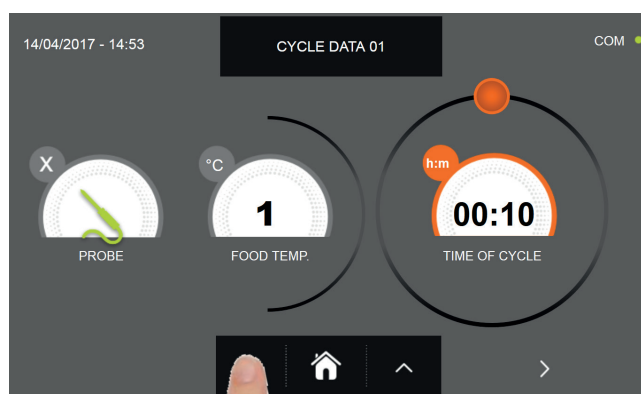 14/04/2017 - 14:53
CYCLE DATA 01
COM
X
°C
h:m
1
00:10
PROBE
FOOD TEMP.
TIME OF CYCLE